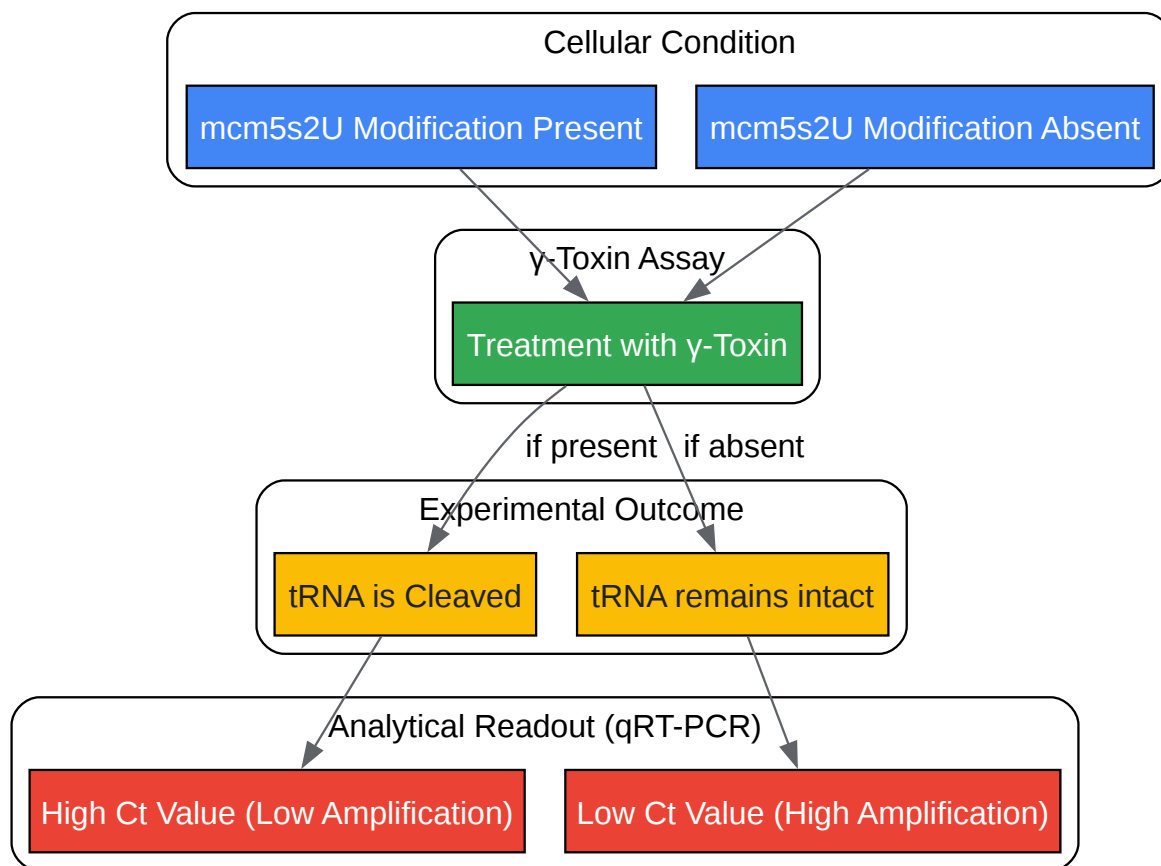 Cellular Condition
mcm5s2U Modification Present
mcm5s2U Modification Absent
γ-Toxin Assay
Treatment with γ-Toxin
if present
if absent
Experimental Outcome
tRNA is Cleaved
tRNA remains intact
Analytical Readout (qRT-PCR)
High Ct Value (Low Amplification)
Low Ct Value (High Amplification)